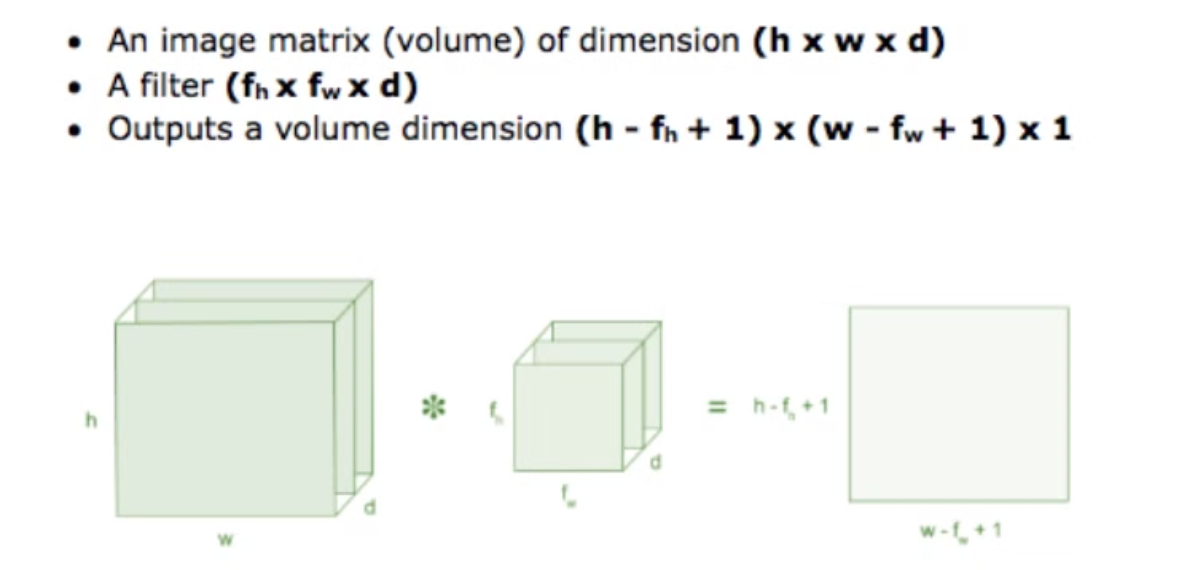 • An image matrix (volume) of dimension (h x w x d)
• A filter (fh x fw x d)
• Outputs a volume dimension (h - fh + 1) x (w - fw + 1) x 1
h
w
d
*
fh
fw
d
=
h - fh + 1
w - fw + 1